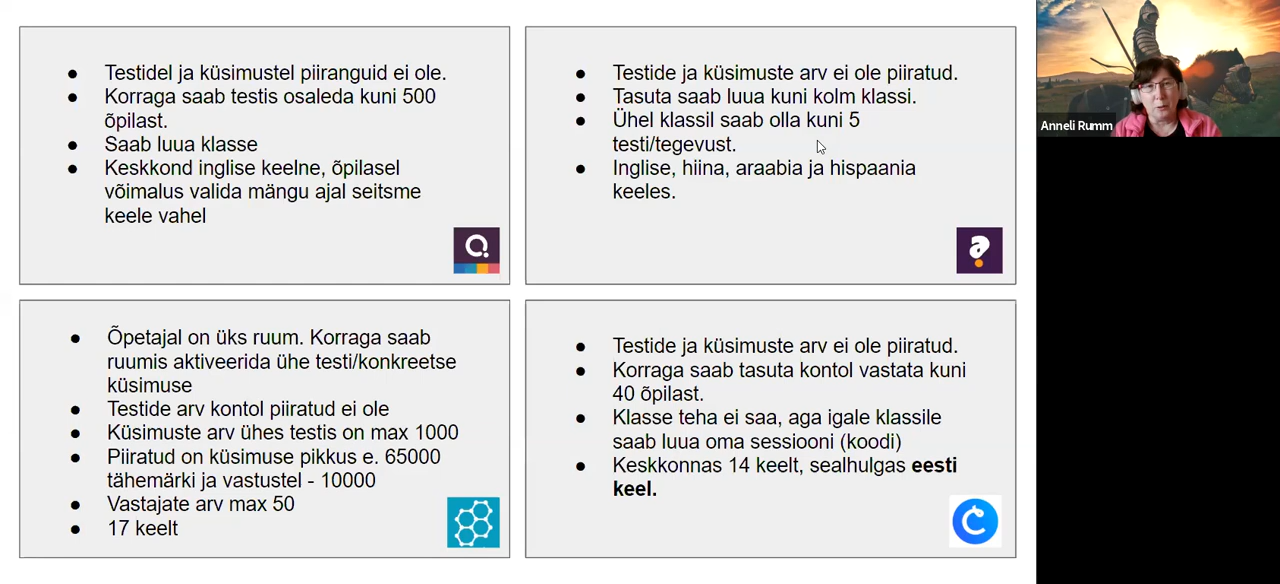 Testidel ja küsimustel piiranguid ei ole.
Korraga saab testis osaleda kuni 500
õpilast.
Saab luua klasse
Keskkond inglise keelne, õpilasel
võimalus valida mängu ajal seitsme
keele vahel
Testide ja küsimuste arv ei ole piiratud.
Tasuta saab luua kuni kolm klassi.
Ühel klassil saab olla kuni 5
testi/tegevust.
Inglise, hiina, araabia ja hispaania
keeles.
Õpetajal on üks ruum. Korraga saab
ruumis aktiveerida ühe testi/konkreetse
küsimuse
Testide arv kontol piiratud ei ole
Küsimuste arv ühes testis on max 1000
Piiratud on küsimuse pikkus e. 65000
tähemärki ja vastustel - 10000
Vastajate arv max 50
17 keelt
Testide ja küsimuste arv ei ole piiratud.
Korraga saab tasuta kontol vastata kuni
40 õpilast.
Klasse teha ei saa, aga igale klassile
saab luua oma sessiooni (koodi)
Keskkonnas 14 keelt, sealhulgas eesti
keel.
Anneli Rumm